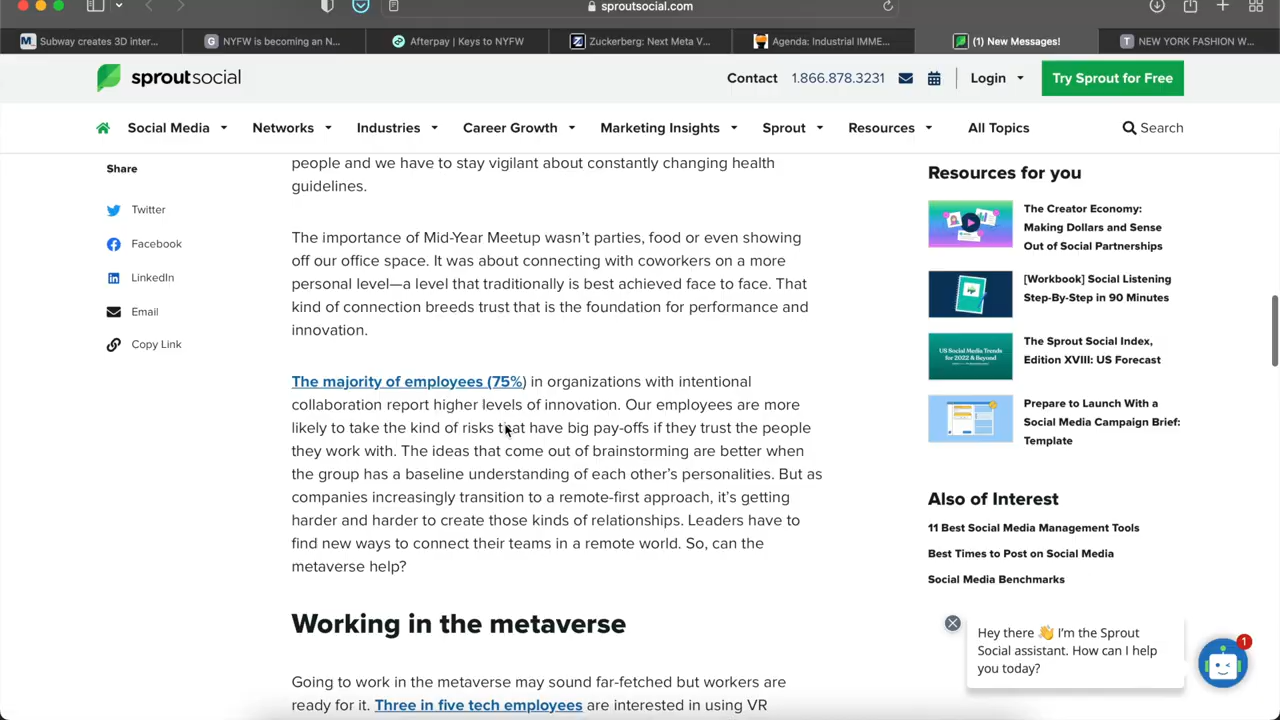 sproutsocial.com
Subway creates 3D inter...
NYFW is becoming an N...
Afterpay | Keys to NYFW
Zuckerberg: Next Meta V...
Agenda: Industrial IMME...
(1) New Messages!
NEW YORK FASHION W...
sproutsocial
Contact
1.866.878.3231
Login
Try Sprout for Free
Social Media
Networks
Industries
Career Growth
Marketing Insights
Sprout
Resources
All Topics
Search
Share
Twitter
Facebook
LinkedIn
Email
Copy Link
people and we have to stay vigilant about constantly changing health
guidelines.
The importance of Mid-Year Meetup wasn't parties, food or even showing
off our office space. It was about connecting with coworkers on a more
personal level—a level that traditionally is best achieved face to face. That
kind of connection breeds trust that is the foundation for performance and
innovation.
The majority of employees (75%) in organizations with intentional
collaboration report higher levels of innovation. Our employees are more
likely to take the kind of risks that have big pay-offs if they trust the people
they work with. The ideas that come out of brainstorming are better when
the group has a baseline understanding of each other's personalities. But as
companies increasingly transition to a remote-first approach, it's getting
harder and harder to create those kinds of relationships. Leaders have to
find new ways to connect their teams in a remote world. So, can the
metaverse help?
Working in the metaverse
Going to work in the metaverse may sound far-fetched but workers are
ready for it. Three in five tech employees are interested in using VR
Resources for you
The Creator Economy:
Making Dollars and Sense
Out of Social Partnerships
[Workbook] Social Listening
Step-By-Step in 90 Minutes
US Social Media Trends
for 2022 & Beyond
The Sprout Social Index,
Edition XVIII: US Forecast
Prepare to Launch With a
Social Media Campaign Brief:
Template
Also of Interest
11 Best Social Media Management Tools
Best Times to Post on Social Media
Social Media Benchmarks
Hey there 👋 I'm the Sprout
Social assistant. How can I help
you today?
1